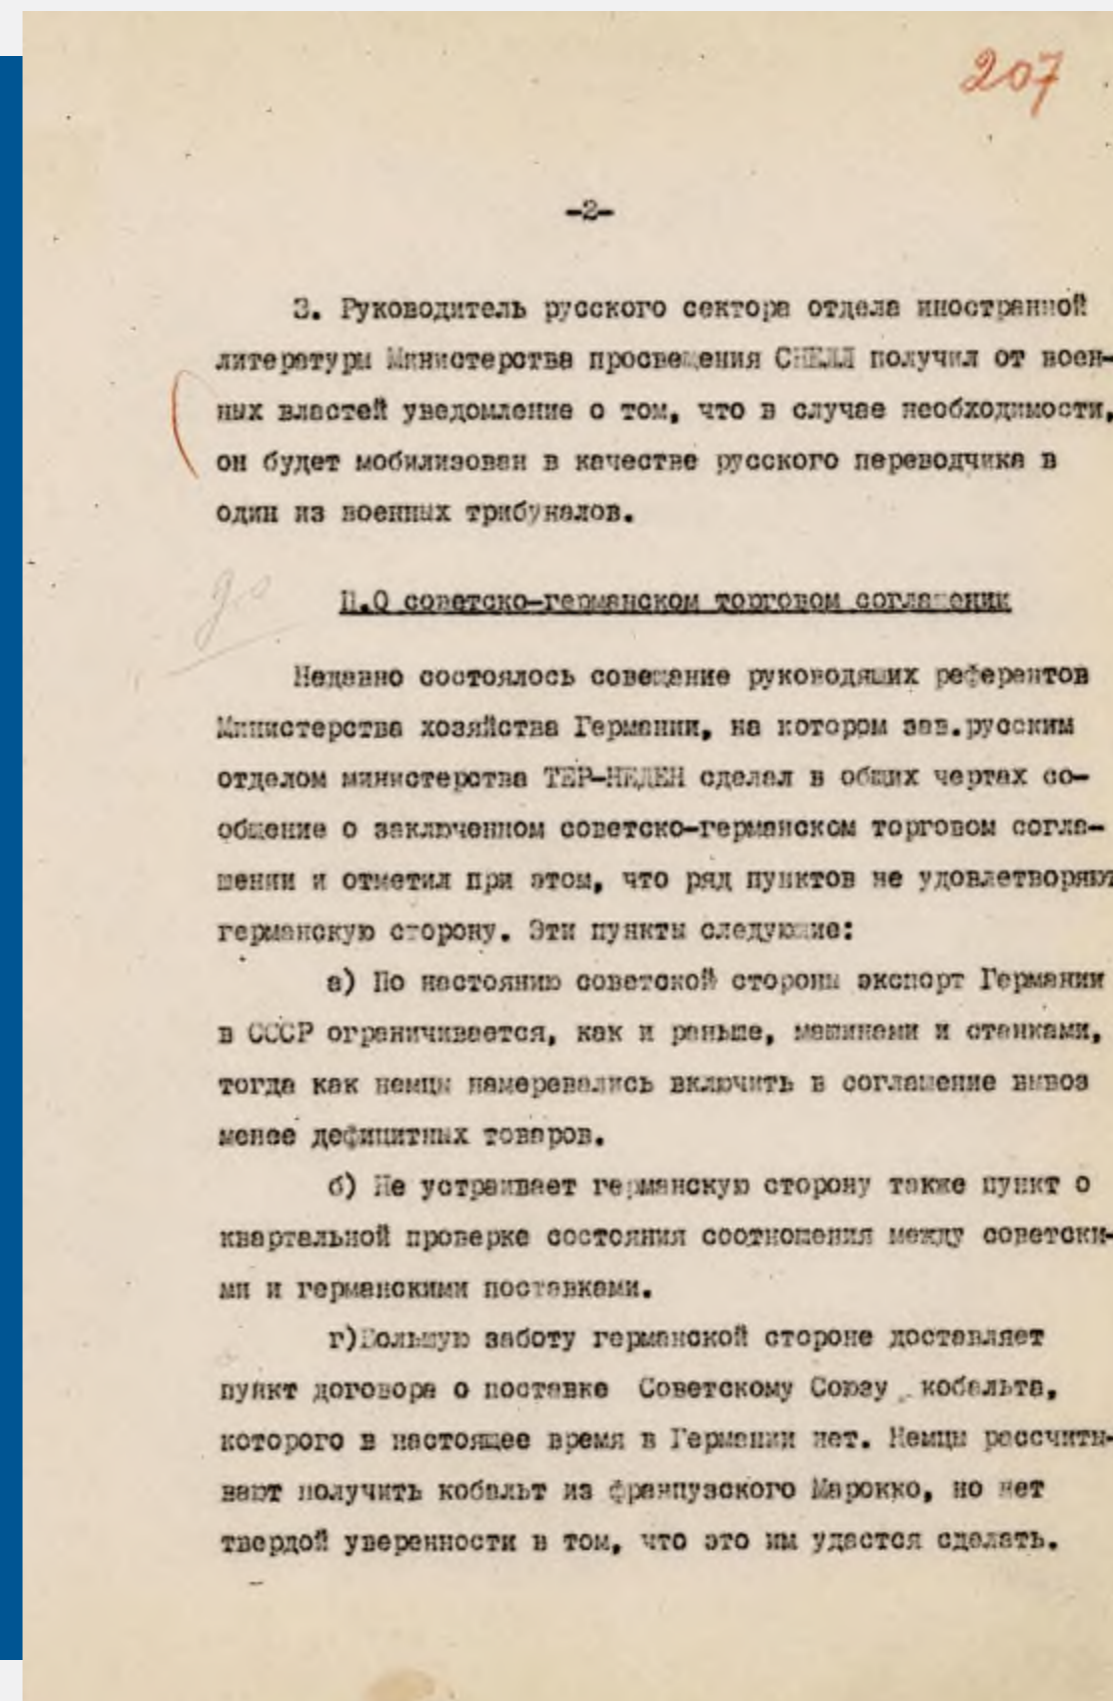 207
-2-
3. Руководитель русского сектора отдела иностранной
литературы Министерства просвещения СНЕЛЛ получил от воен-
ных властей уведомление о том, что в случае необходимости,
он будет мобилизован в качестве русского переводчика в
один из военных трибуналов.
П.О советско-германском торговом соглашении
Недавно состоялось совещание руководящих референтов
Министерства хозяйства Германии, на котором зав.русским
отделом министерства ТЕР-НЕДЕН сделал в общих чертах со-
общение о заключенном советско-германском торговом согла-
шении и отметил при этом, что ряд пунктов не удовлетворяют
германскую сторону. Эти пункты следующие:
а) По настоянию советской стороны экспорт Германии
в СССР ограничивается, как и раньше, машинами и станками,
тогда как немцы намеревались включить в соглашение вывоз
менее дефицитных товаров.
б) Не устраивает германскую сторону также пункт о
квартальной проверке состояния соотношения между советски-
ми и германскими поставками.
г)Большую заботу германской стороне доставляет
пункт договора о поставке Советскому Союзу кобальта,
которого в настоящее время в Германии нет. Немцы рассчиты-
вают получить кобальт из французского Марокко, но нет
твердой уверенности в том, что это им удастся сделать.